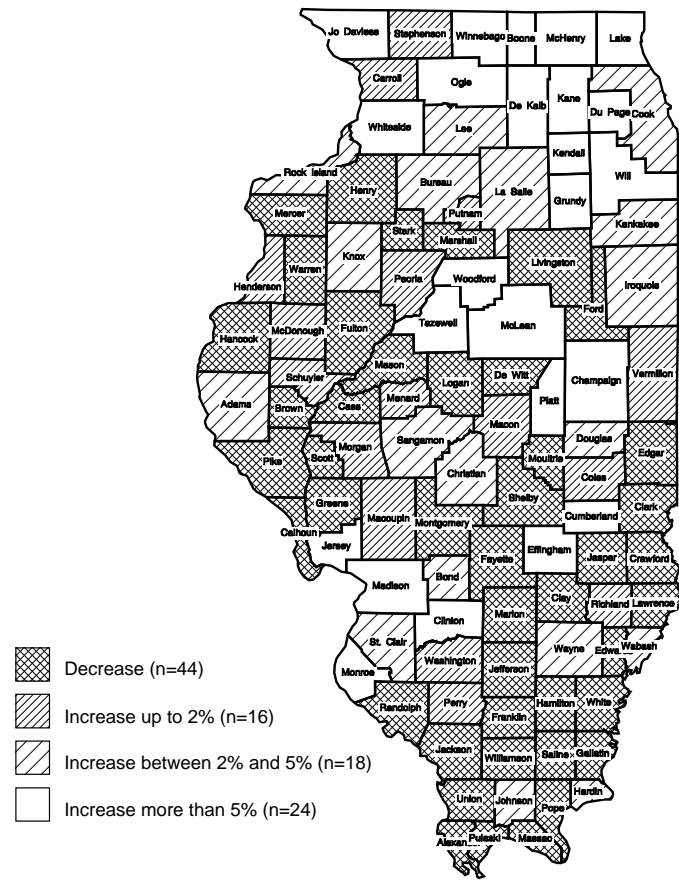 Jo Daviess Stephenson Winnebago Boone McHenry Lake
Carroll Ogle De Kalb Kane Du Page Cook
Whiteside Lee
Kendall Will
Rock Island Henry Bureau La Salle Grundy
Mercer Putnam Kankakee
Stark Marshall
Warren Knox Livingston
Henderson Peoria Woodford Iroquois
Ford
Hancock McDonough Fulton Tazewell McLean
Mason
Schuyler Logan De Witt Champaign Vermilion
Adams Brown Cass Menard Piatt
Macon
Sangamon Douglas
Pike Scott Morgan Moultrie Edgar
Christian Coles
Greene Shelby Clark
Macoupin Montgomery Cumberland
Calhoun Jersey
Fayette Effingham Jasper Crawford
Madison Bond
Clay Richland Lawrence
Clinton Marion
St. Clair Wayne Edwa Wabash
Monroe Washington Jefferson
Randolph Perry Hamilton White
Franklin
Jackson Williamson Saline Gallatin
Union Johnson Pope Hardin
Alexan Pulaski Massac
Decrease (n=44)
Increase up to 2% (n=16)
Increase between 2% and 5% (n=18)
Increase more than 5% (n=24)